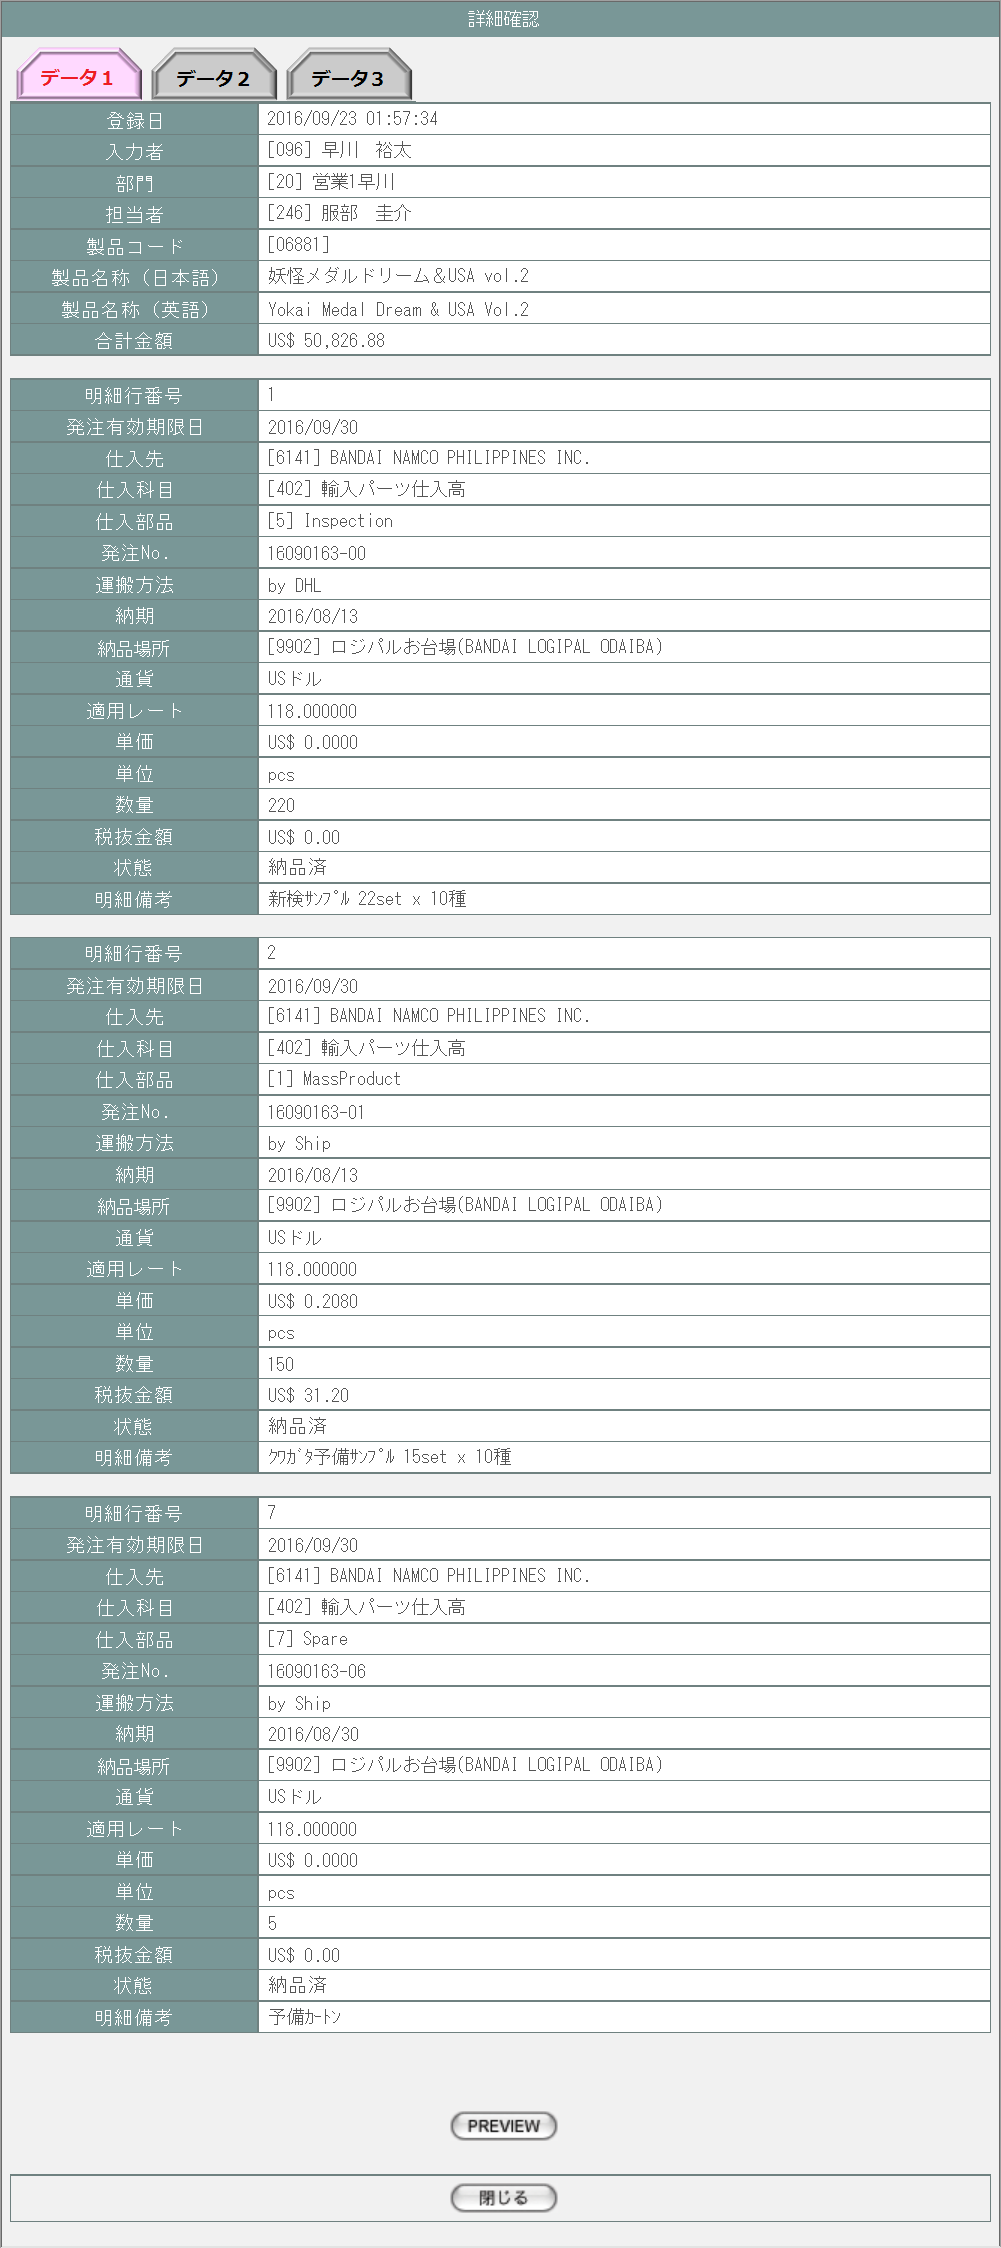 詳細確認
データ１ データ２ データ３
登録日 2016/09/23 01:57:34
入力者 [096] 早川　裕太
部門 [20] 営業1早川
担当者 [246] 服部　圭介
製品コード [06881]
製品名称（日本語） 妖怪メダルドリーム＆USA vol.2
製品名称（英語） Yokai Medal Dream & USA Vol.2
合計金額 US$ 50,826.88
明細行番号 1
発注有効期限日 2016/09/30
仕入先 [6141] BANDAI NAMCO PHILIPPINES INC.
仕入科目 [402] 輸入パーツ仕入高
仕入部品 [5] Inspection
発注No. 16090163-00
運搬方法 by DHL
納期 2016/08/13
納品場所 [9902] ロジパルお台場(BANDAI LOGIPAL ODAIBA)
通貨 USドル
適用レート 118.000000
単価 US$ 0.0000
単位 pcs
数量 220
税抜金額 US$ 0.00
状態 納品済
明細備考 新検ｻﾝﾌﾟﾙ 22set x 10種
明細行番号 2
発注有効期限日 2016/09/30
仕入先 [6141] BANDAI NAMCO PHILIPPINES INC.
仕入科目 [402] 輸入パーツ仕入高
仕入部品 [1] MassProduct
発注No. 16090163-01
運搬方法 by Ship
納期 2016/08/13
納品場所 [9902] ロジパルお台場(BANDAI LOGIPAL ODAIBA)
通貨 USドル
適用レート 118.000000
単価 US$ 0.2080
単位 pcs
数量 150
税抜金額 US$ 31.20
状態 納品済
明細備考 ｸﾜｶﾞﾀ予備ｻﾝﾌﾟﾙ 15set x 10種
明細行番号 7
発注有効期限日 2016/09/30
仕入先 [6141] BANDAI NAMCO PHILIPPINES INC.
仕入科目 [402] 輸入パーツ仕入高
仕入部品 [7] Spare
発注No. 16090163-06
運搬方法 by Ship
納期 2016/08/30
納品場所 [9902] ロジパルお台場(BANDAI LOGIPAL ODAIBA)
通貨 USドル
適用レート 118.000000
単価 US$ 0.0000
単位 pcs
数量 5
税抜金額 US$ 0.00
状態 納品済
明細備考 予備ｶｰﾄﾝ
PREVIEW
閉じる